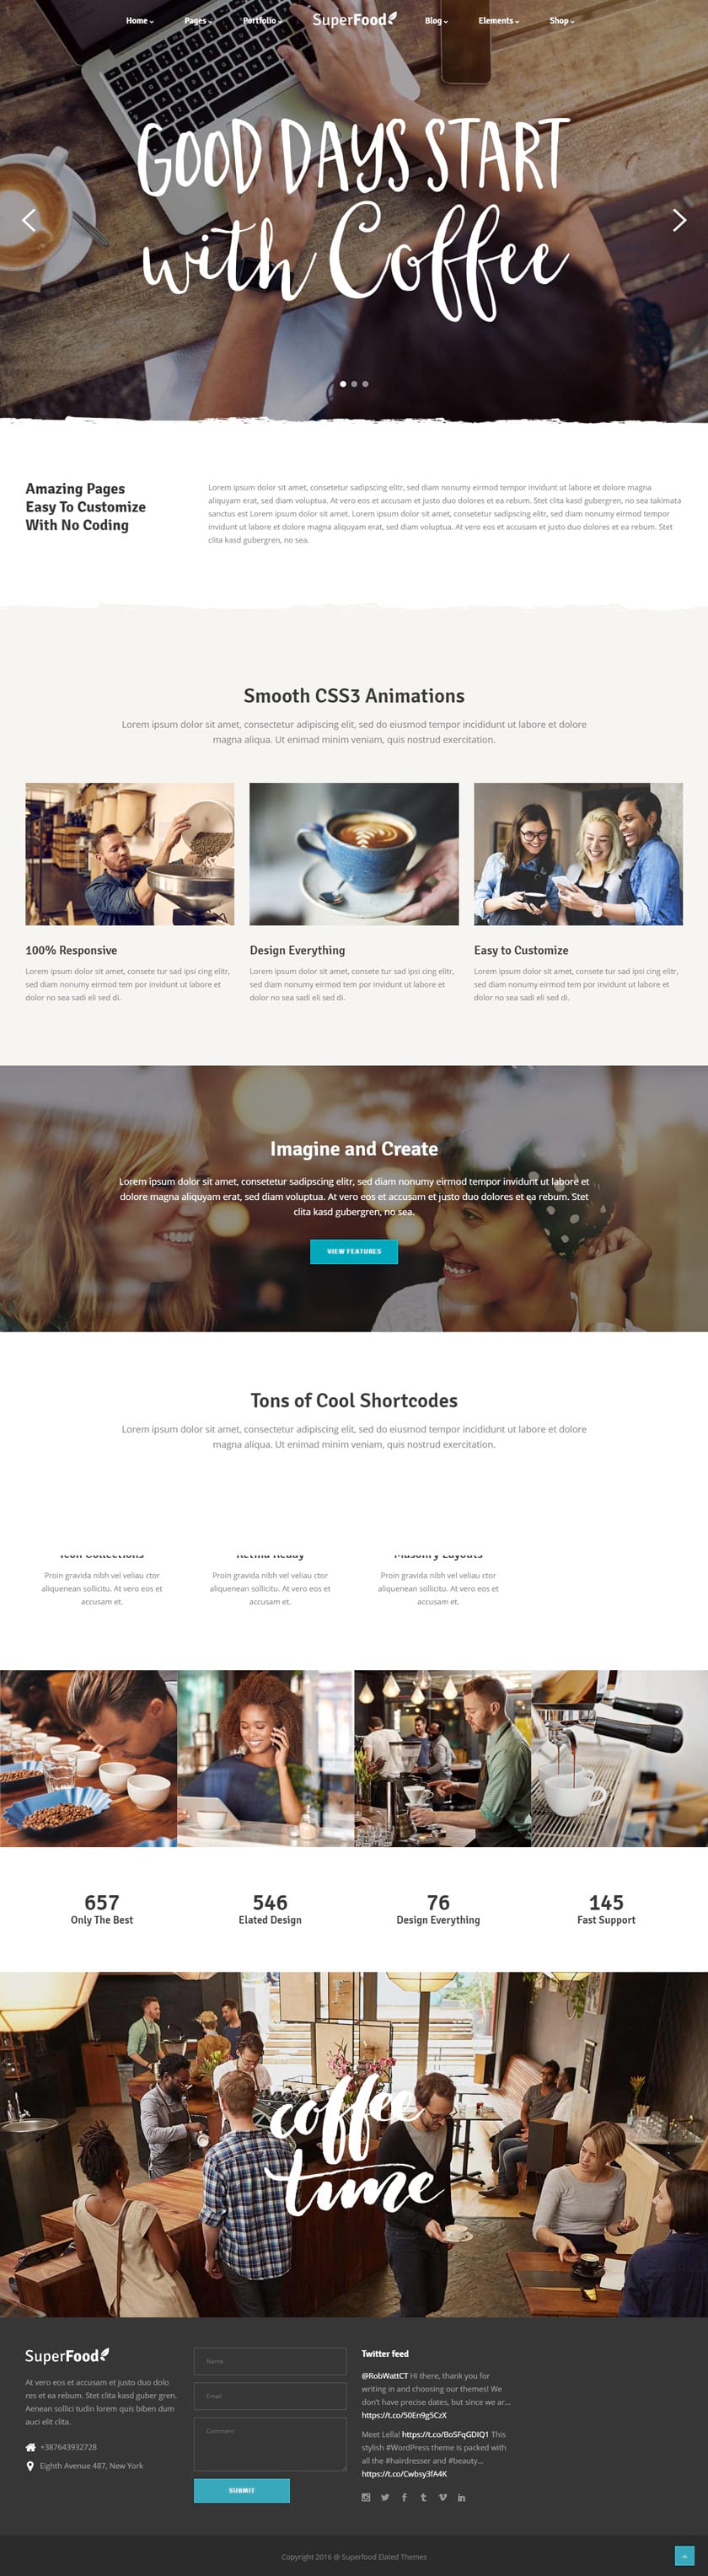 Home
Pages
Portfolio
SuperFood
Blog
Elements
Shop
GOOD DAYS START
with Coffee
Amazing Pages
Easy To Customize
With No Coding
Lorem ipsum dolor sit amet, consetetur sadipscing elitr, sed diam nonumy eirmod tempor invidunt ut labore et dolore magna
aliquyam erat, sed diam voluptua. At vero eos et accusam et justo duo dolores et ea rebum. Stet clita kasd gubergren, no sea takimata
sanctus est Lorem ipsum dolor sit amet. Lorem ipsum dolor sit amet, consetetur sadipscing elitr, sed diam nonumy eirmod tempor
invidunt ut labore et dolore magna aliquyam erat, sed diam voluptua. At vero eos et accusam et justo duo dolores et ea rebum. Stet
clita kasd gubergren, no sea.
Smooth CSS3 Animations
Lorem ipsum dolor sit amet, consectetur adipiscing elit, sed do eiusmod tempor incididunt ut labore et dolore
magna aliqua. Ut enimad minim veniam, quis nostrud exercitation.
100% Responsive
Lorem ipsum dolor sit amet, consete tur sad ipsi cing elitr,
sed diam nonumy eirmod tem por invidunt ut labore et
dolor no sea sadi eli sed di.
Design Everything
Lorem ipsum dolor sit amet, consete tur sad ipsi cing elitr,
sed diam nonumy eirmod tem por invidunt ut labore et
dolor no sea sadi eli sed di.
Easy to Customize
Lorem ipsum dolor sit amet, consete tur sad ipsi cing elitr,
sed diam nonumy eirmod tem por invidunt ut labore et
dolor no sea sadi eli sed di.
Imagine and Create
Lorem ipsum dolor sit amet, consetetur sadipscing elitr, sed diam nonumy eirmod tempor invidunt ut labore et
dolore magna aliquyam erat, sed diam voluptua. At vero eos et accusam et justo duo dolores et ea rebum. Stet
clita kasd gubergren, no sea.
VIEW FEATURES
Tons of Cool Shortcodes
Lorem ipsum dolor sit amet, consectetur adipiscing elit, sed do eiusmod tempor incididunt ut labore et dolore
magna aliqua. Ut enimad minim veniam, quis nostrud exercitation.
Icon Collections
Proin gravida nibh vel veliau ctor
aliquenean sollicitu. At vero eos et
accusam et.
Retina Ready
Proin gravida nibh vel veliau ctor
aliquenean sollicitu. At vero eos et
accusam et.
Masonry Layouts
Proin gravida nibh vel veliau ctor
aliquenean sollicitu. At vero eos et
accusam et.
657
Only The Best
546
Elated Design
76
Design Everything
145
Fast Support
coffee
time
SuperFood
At vero eos et accusam et justo duo dolo
res et ea rebum. Stet clita kasd guber gren.
Aenean sollici tudin lorem quis biben dum
auci elit clita.
+387643932728
Eighth Avenue 487, New York
Name
Email
Comment
SUBMIT
Twitter feed
@RobWattCT Hi there, thank you for
writing in and choosing our themes! We
don't have precise dates, but since we ar...
https://t.co/50En9g5CzX
Meet Lella! https://t.co/BoSFqGDIQ1 This
stylish #WordPress theme is packed with
all the #hairdresser and #beauty...
https://t.co/Cwbsy3fA4K
Copyright 2016 @ Superfood Elated Themes